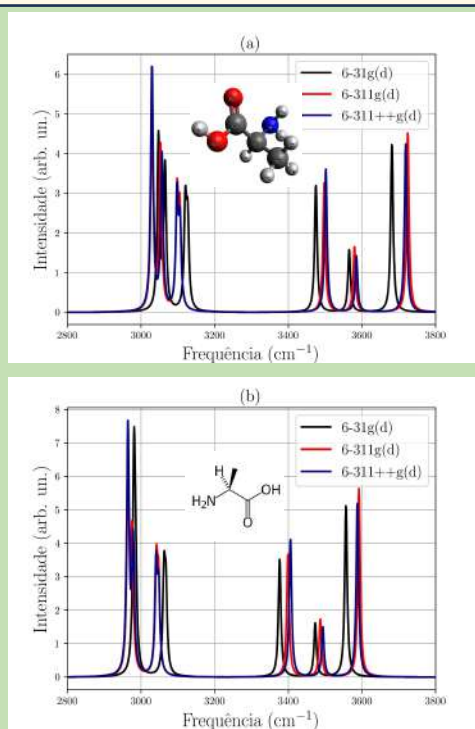 (a)
Intensidade (arb. un.)
6
5
4
3
2
1
0
6-31g(d)
6-311g(d)
6-311++g(d)
2800 3000 3200 3400 3600 3800
Frequência (cm⁻¹)
(b)
Intensidade (arb. un.)
8
7
6
5
4
3
2
1
0
6-31g(d)
6-311g(d)
6-311++g(d)
H
H₂N
OH
O
2800 3000 3200 3400 3600 3800
Frequência (cm⁻¹)